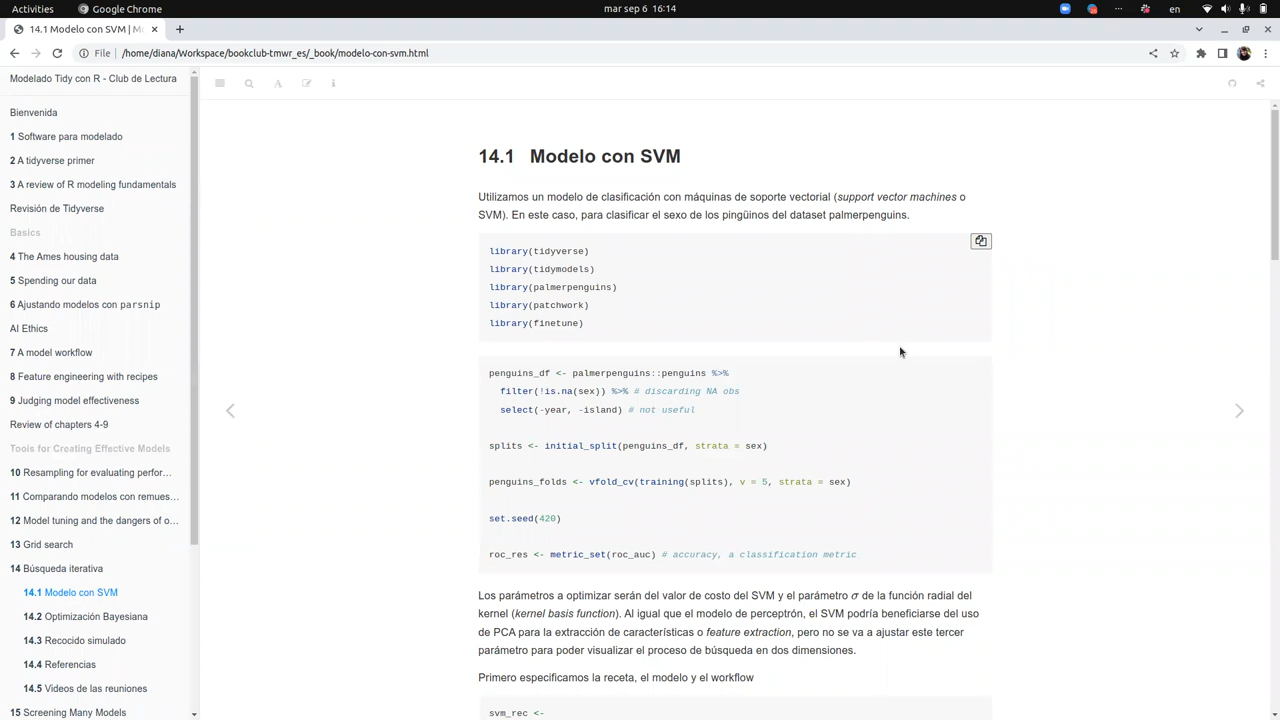 Activities
Google Chrome
mar sep 6 16:14
en
14.1 Modelo con SVM | Mo
File
/home/diana/Workspace/bookclub-tmwr_es/_book/modelo-con-svm.html
Modelado Tidy con R - Club de Lectura
Bienvenida
1 Software para modelado
2 A tidyverse primer
3 A review of R modeling fundamentals
Revisión de Tidyverse
Basics
4 The Ames housing data
5 Spending our data
6 Ajustando modelos con parsnip
AI Ethics
7 A model workflow
8 Feature engineering with recipes
9 Judging model effectiveness
Review of chapters 4-9
Tools for Creating Effective Models
10 Resampling for evaluating perfor...
11 Comparando modelos con remues...
12 Model tuning and the dangers of o...
13 Grid search
14 Búsqueda iterativa
14.1 Modelo con SVM
14.2 Optimización Bayesiana
14.3 Recocido simulado
14.4 Referencias
14.5 Videos de las reuniones
15 Screening Many Models
14.1 Modelo con SVM
Utilizamos un modelo de clasificación con máquinas de soporte vectorial (support vector machines o
SVM). En este caso, para clasificar el sexo de los pingüinos del dataset palmerpenguins.
library(tidyverse)
library(tidymodels)
library(palmerpenguins)
library(patchwork)
library(finetune)
penguins_df <- palmerpenguins::penguins %>%
filter(!is.na(sex)) %>% # discarding NA obs
select(-year, -island) # not useful
splits <- initial_split(penguins_df, strata = sex)
penguins_folds <- vfold_cv(training(splits), v = 5, strata = sex)
set.seed(420)
roc_res <- metric_set(roc_auc) # accuracy, a classification metric
Los parámetros a optimizar serán del valor de costo del SVM y el parámetro σ de la función radial del
kernel (kernel basis function). Al igual que el modelo de perceptrón, el SVM podría beneficiarse del uso
de PCA para la extracción de características o feature extraction, pero no se va a ajustar este tercer
parámetro para poder visualizar el proceso de búsqueda en dos dimensiones.
Primero especificamos la receta, el modelo y el workflow
svm_rec <-